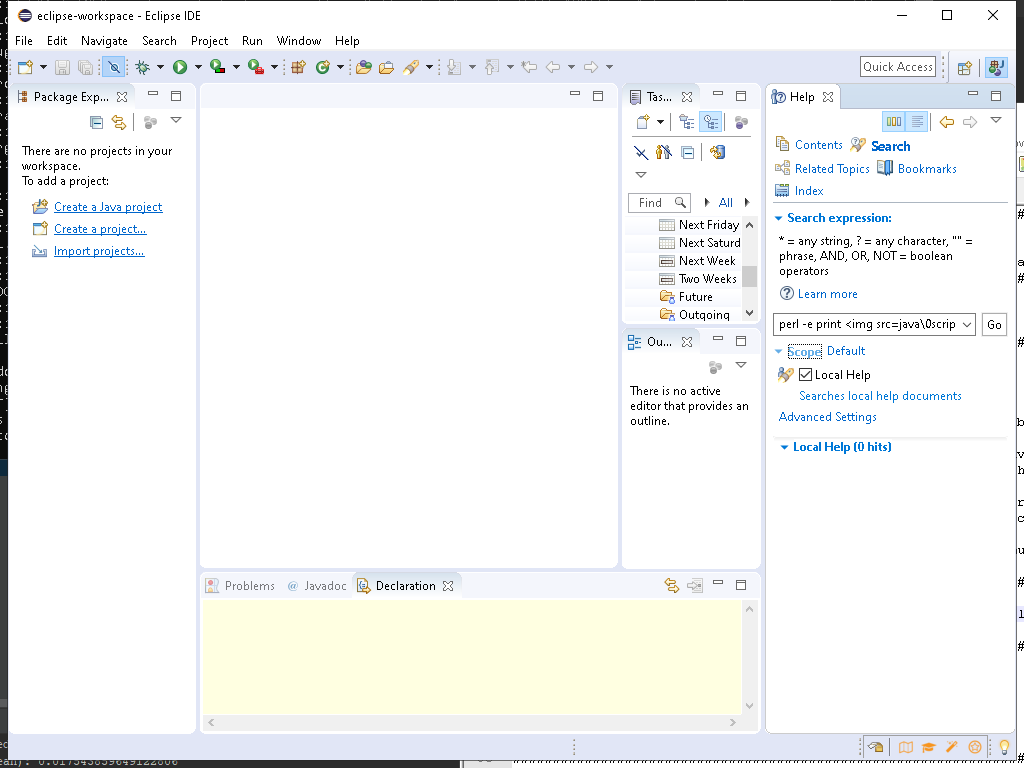 eclipse-workspace - Eclipse IDE
File Edit Navigate Search Project Run Window Help
Quick Access
Package Exp...
There are no projects in your
workspace.
To add a project:
Create a Java project
Create a project...
Import projects...
Tas...
Find
All
Next Friday
Next Saturd
Next Week
Two Weeks
Future
Outgoing
Ou...
There is no active
editor that provides an
outline.
Help
Contents Search
Related Topics Bookmarks
Index
Search expression:
* = any string, ? = any character, "" =
phrase, AND, OR, NOT = boolean
operators
Learn more
perl -e print <img src=java\0scrip
Go
Scope Default
Local Help
Searches local help documents
Advanced Settings
Local Help (0 hits)
Problems @ Javadoc Declaration